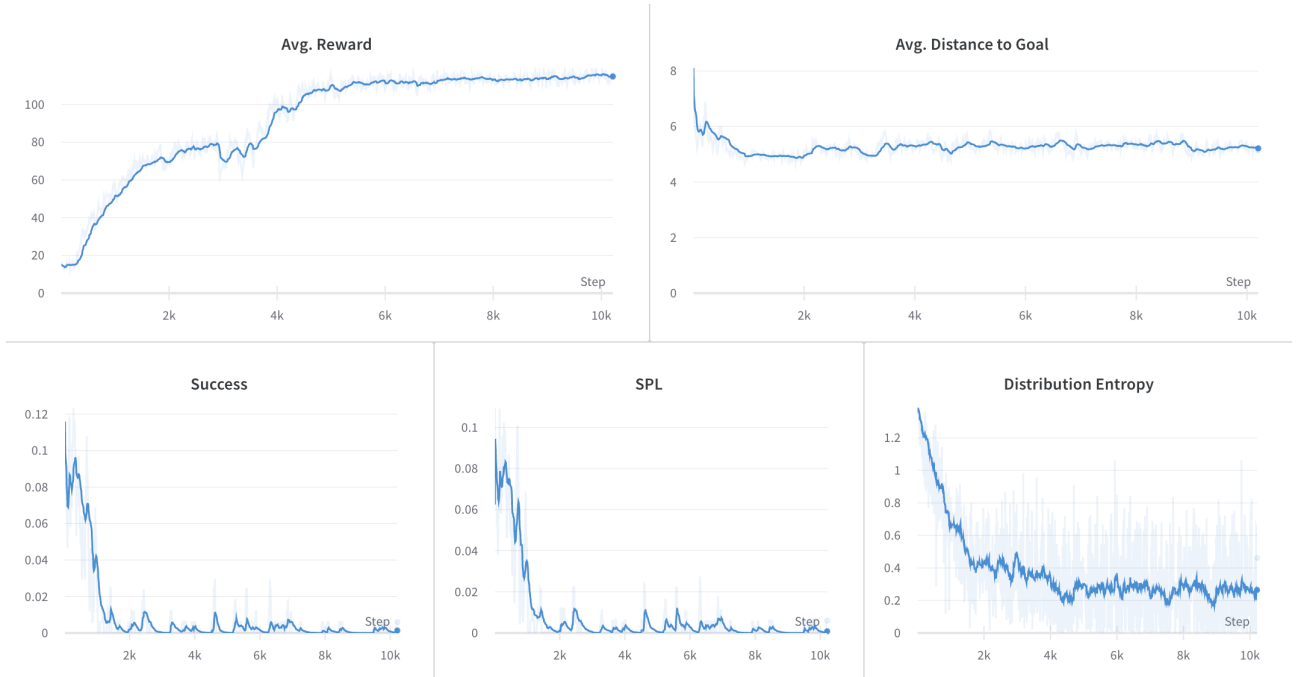 Avg. Reward
100
80
60
40
20
0
Step
2k 4k 6k 8k 10k
Avg. Distance to Goal
8
6
4
2
0
Step
2k 4k 6k 8k 10k
Success
0.12
0.1
0.08
0.06
0.04
0.02
0
Step
2k 4k 6k 8k 10k
SPL
0.1
0.08
0.06
0.04
0.02
0
Step
2k 4k 6k 8k 10k
Distribution Entropy
1.2
1
0.8
0.6
0.4
0.2
0
Step
2k 4k 6k 8k 10k